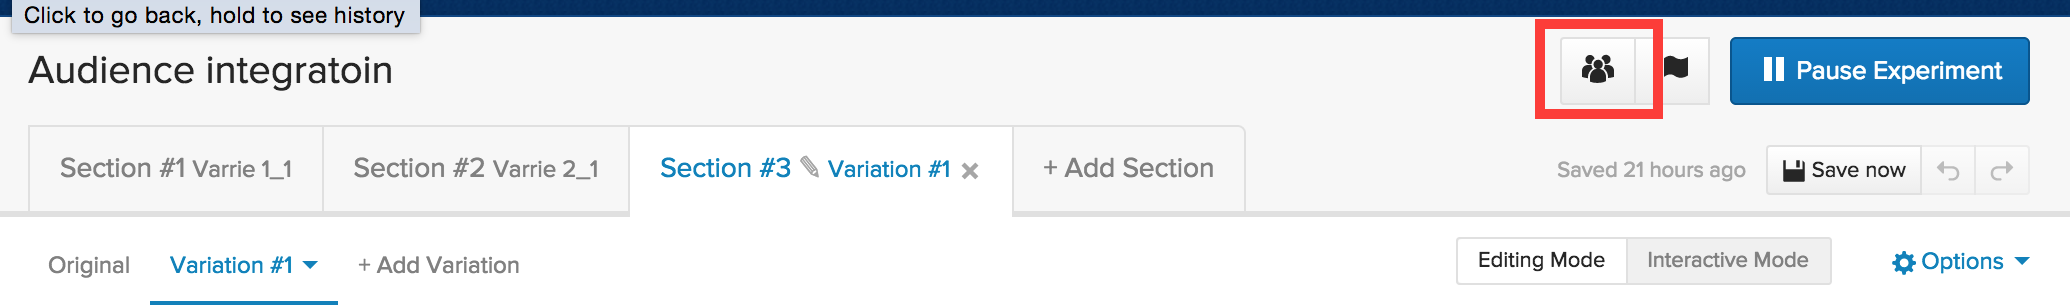 Click to go back, hold to see history
Audience integratoin
Pause Experiment
Section #1 Varrie 1_1
Section #2 Varrie 2_1
Section #3 Variation #1
+ Add Section
Saved 21 hours ago
Save now
Original
Variation #1
+ Add Variation
Editing Mode
Interactive Mode
Options